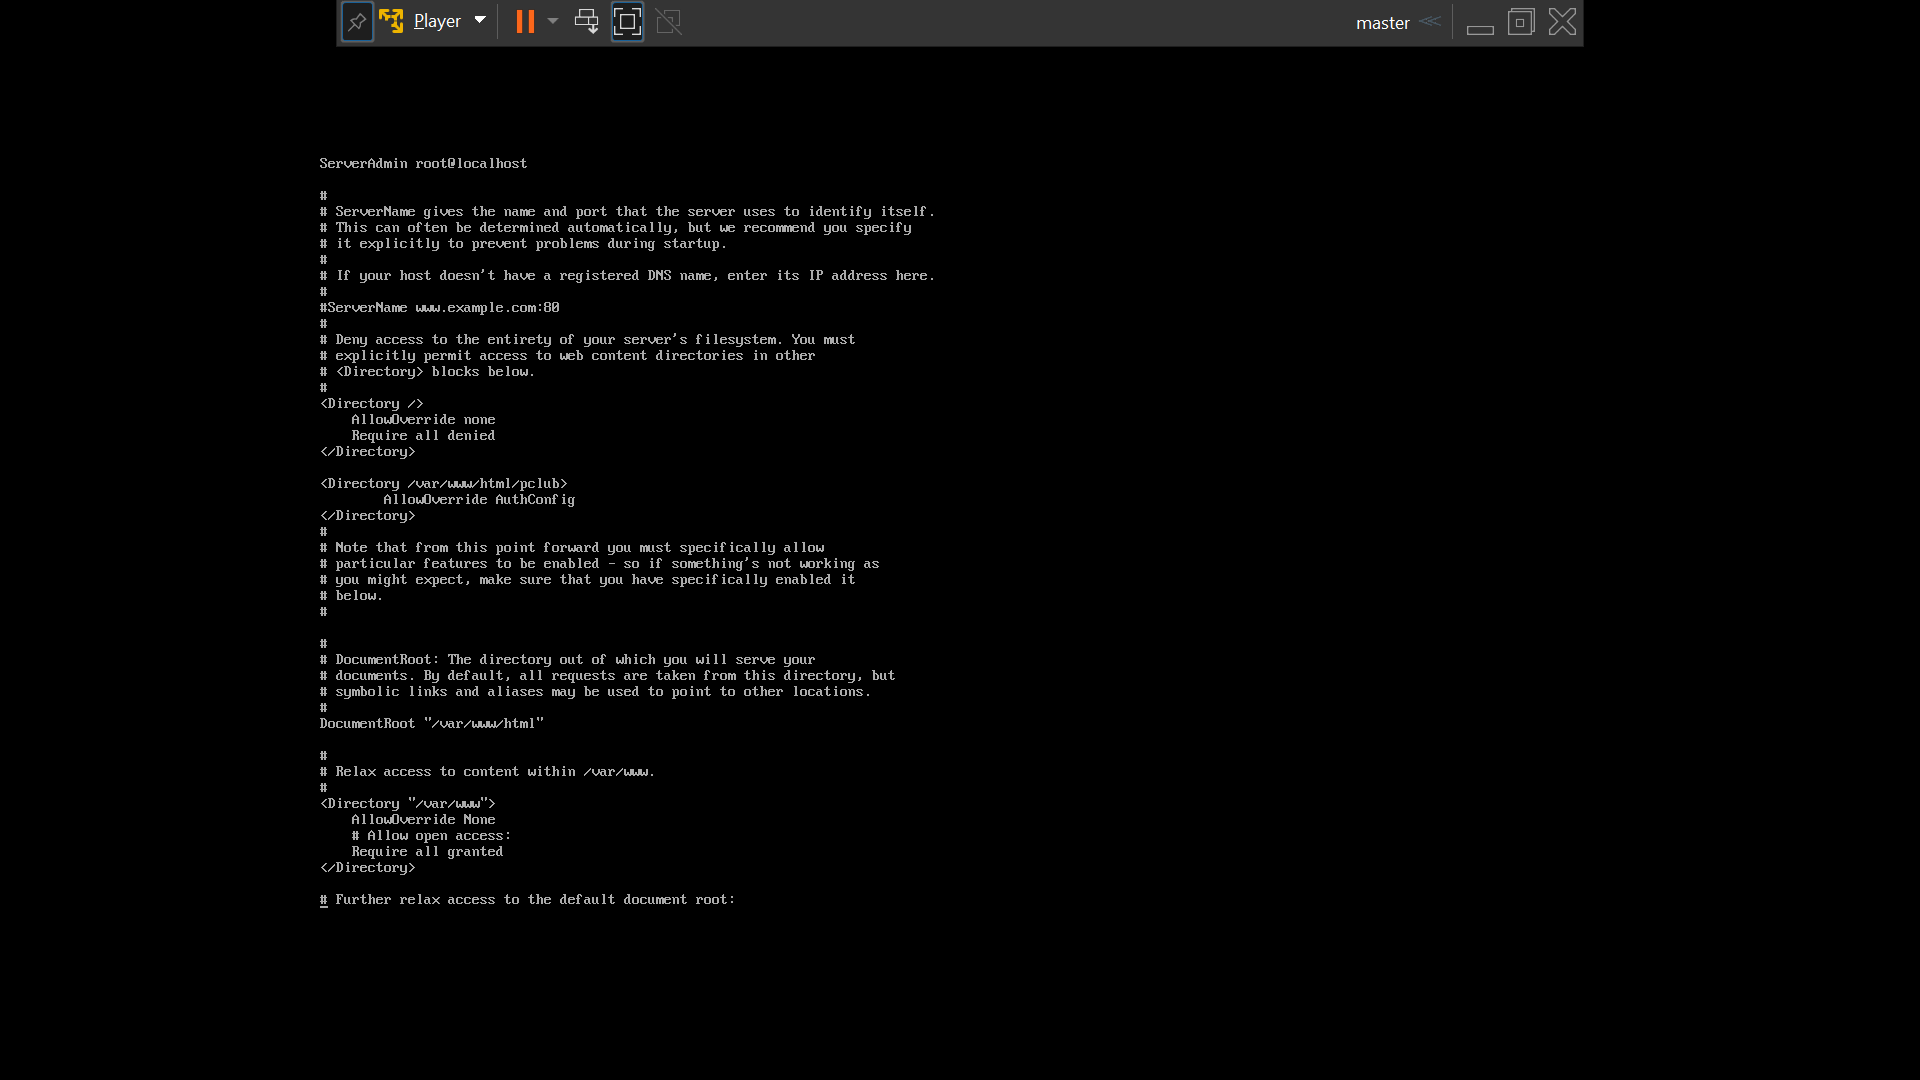 Player
master
ServerAdmin root@localhost
#
# ServerName gives the name and port that the server uses to identify itself.
# This can often be determined automatically, but we recommend you specify
# it explicitly to prevent problems during startup.
#
# If your host doesn't have a registered DNS name, enter its IP address here.
#
#ServerName www.example.com:80
#
# Deny access to the entirety of your server's filesystem. You must
# explicitly permit access to web content directories in other
# <Directory> blocks below.
#
<Directory />
    AllowOverride none
    Require all denied
</Directory>
<Directory /var/www/html/pclub>
        AllowOverride AuthConfig
</Directory>
#
# Note that from this point forward you must specifically allow
# particular features to be enabled - so if something's not working as
# you might expect, make sure that you have specifically enabled it
# below.
#
#
# DocumentRoot: The directory out of which you will serve your
# documents. By default, all requests are taken from this directory, but
# symbolic links and aliases may be used to point to other locations.
#
DocumentRoot "/var/www/html"
#
# Relax access to content within /var/www.
#
<Directory "/var/www">
    AllowOverride None
    # Allow open access:
    Require all granted
</Directory>
# Further relax access to the default document root: